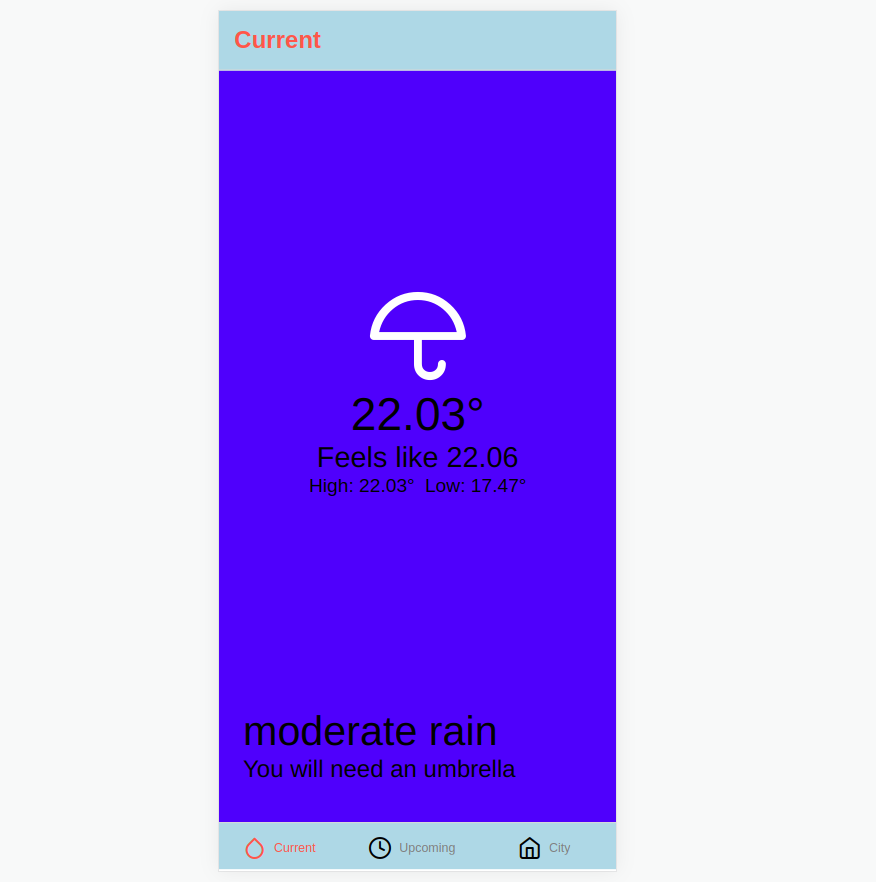 Current
22.03°
Feels like 22.06
High: 22.03° Low: 17.47°
moderate rain
You will need an umbrella
Current Upcoming City